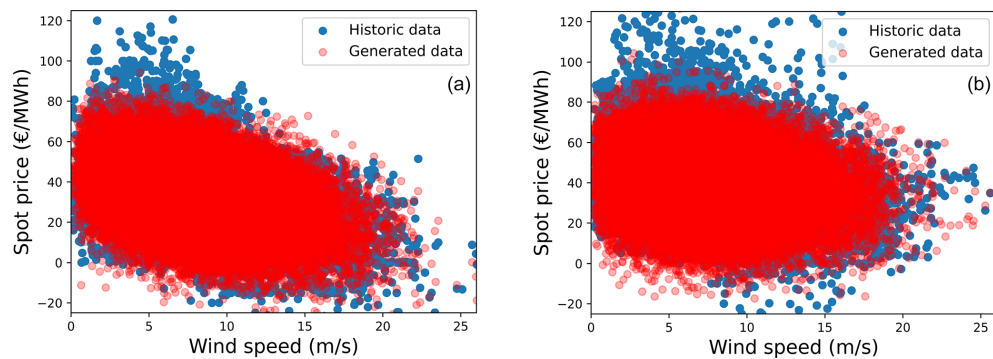 Historic data
Generated data
(a)
120
100
80
60
40
20
0
−20
0
5
10
15
20
25
Spot price (€/MWh)
Wind speed (m/s)
Historic data
Generated data
(b)
120
100
80
60
40
20
0
−20
0
5
10
15
20
25
Spot price (€/MWh)
Wind speed (m/s)